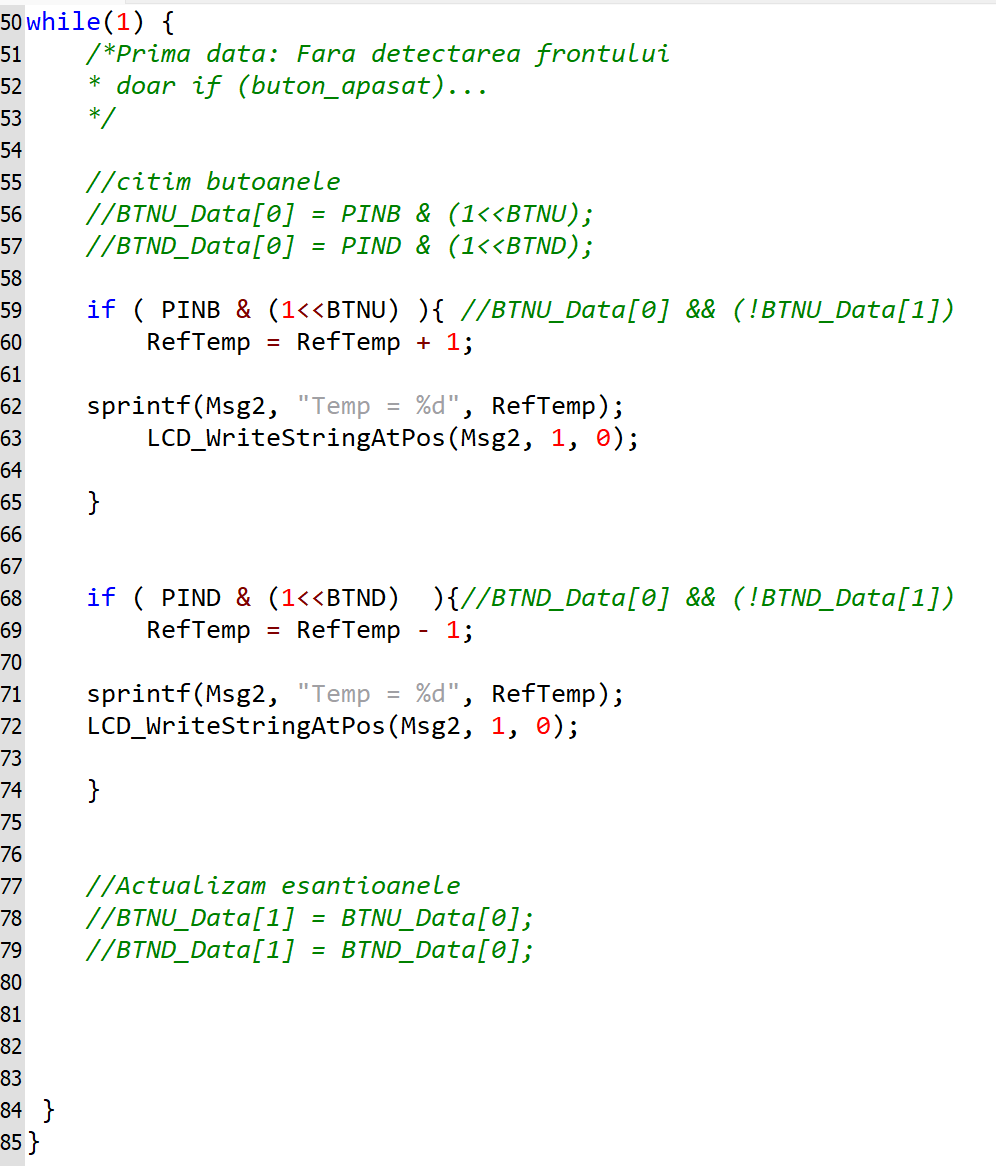 50 while(1) {
51     /*Prima data: Fara detectarea frontului
52     * doar if (buton_apasat)...
53     */
54
55     //citim butoanele
56     //BTNU_Data[0] = PINB & (1<<BTNU);
57     //BTND_Data[0] = PIND & (1<<BTND);
58
59     if ( PINB & (1<<BTNU) ){ //BTNU_Data[0] && (!BTNU_Data[1])
60         RefTemp = RefTemp + 1;
61
62     sprintf(Msg2, "Temp = %d", RefTemp);
63         LCD_WriteStringAtPos(Msg2, 1, 0);
64
65     }
66
67
68     if ( PIND & (1<<BTND)  ){//BTND_Data[0] && (!BTND_Data[1])
69         RefTemp = RefTemp - 1;
70
71     sprintf(Msg2, "Temp = %d", RefTemp);
72     LCD_WriteStringAtPos(Msg2, 1, 0);
73
74     }
75
76
77     //Actualizam esantioanele
78     //BTNU_Data[1] = BTNU_Data[0];
79     //BTND_Data[1] = BTND_Data[0];
80
81
82
83
84  }
85 }